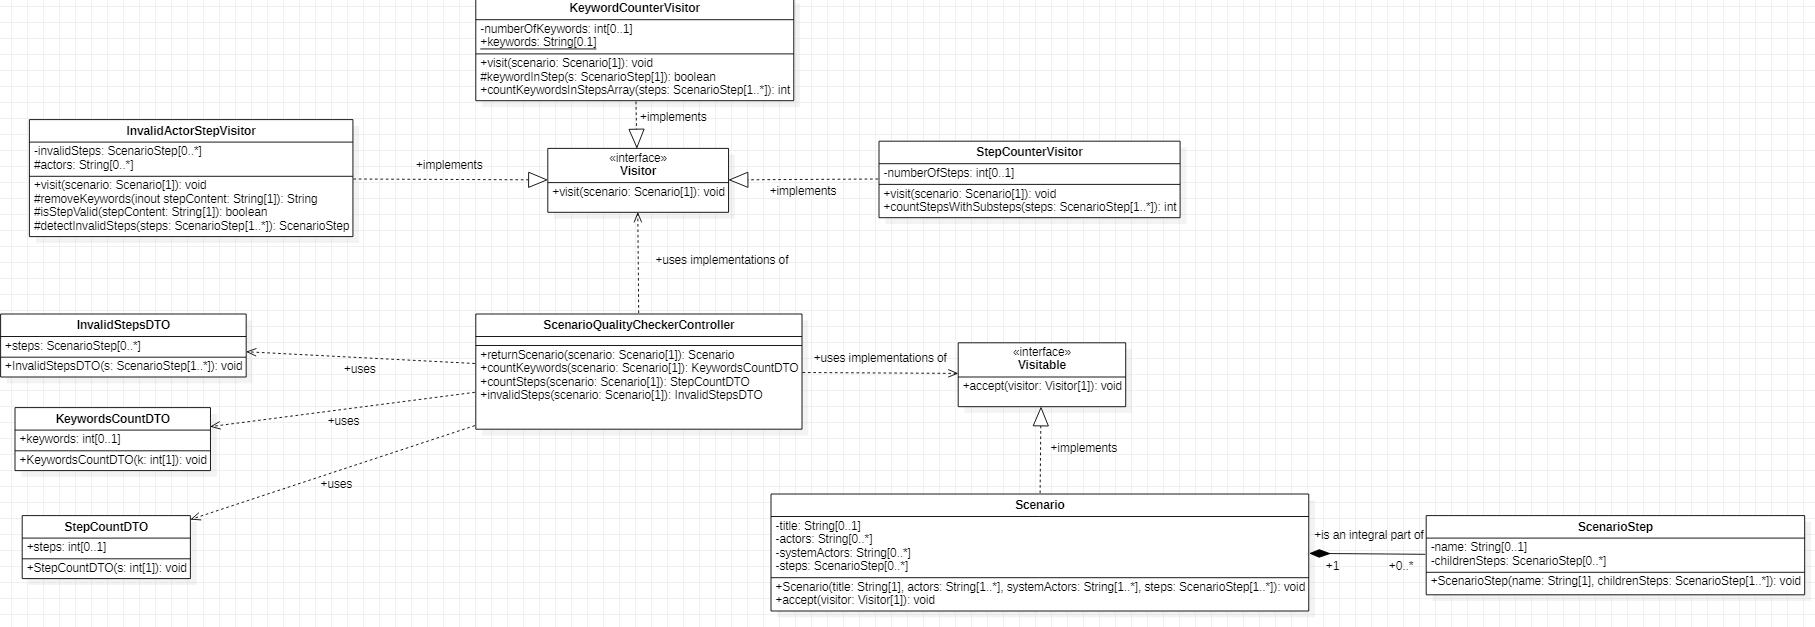 KeywordCounterVisitor
-numberOfKeywords: int[0..1]
+keywords: String[0.1]
+visit(scenario: Scenario[1]): void
#keywordInStep(s: ScenarioStep[1]): boolean
+countKeywordsInStepsArray(steps: ScenarioStep[1..*]): int
+implements
InvalidActorStepVisitor
-invalidSteps: ScenarioStep[0..*]
#actors: String[0..*]
+visit(scenario: Scenario[1]): void
#removeKeywords(inout stepContent: String[1]): String
#isStepValid(stepContent: String[1]): boolean
#detectInvalidSteps(steps: ScenarioStep[1..*]): ScenarioStep
+implements
«interface»
Visitor
+visit(scenario: Scenario[1]): void
+implements
StepCounterVisitor
-numberOfSteps: int[0..1]
+visit(scenario: Scenario[1]): void
+countStepsWithSubsteps(steps: ScenarioStep[1..*]): int
+uses implementations of
InvalidStepsDTO
+steps: ScenarioStep[0..*]
+InvalidStepsDTO(s: ScenarioStep[1..*]): void
+uses
ScenarioQualityCheckerController
+returnScenario(scenario: Scenario[1]): Scenario
+countKeywords(scenario: Scenario[1]): KeywordsCountDTO
+countSteps(scenario: Scenario[1]): StepCountDTO
+invalidSteps(scenario: Scenario[1]): InvalidStepsDTO
+uses implementations of
«interface»
Visitable
+accept(visitor: Visitor[1]): void
KeywordsCountDTO
+keywords: int[0..1]
+KeywordsCountDTO(k: int[1]): void
+uses
+implements
+uses
StepCountDTO
+steps: int[0..1]
+StepCountDTO(s: int[1]): void
Scenario
-title: String[0..1]
-actors: String[0..*]
-systemActors: String[0..*]
-steps: ScenarioStep[0..*]
+Scenario(title: String[1], actors: String[1..*], systemActors: String[1..*], steps: ScenarioStep[1..*]): void
+accept(visitor: Visitor[1]): void
+is an integral part of
+1
+0..*
ScenarioStep
-name: String[0..1]
-childrenSteps: ScenarioStep[0..*]
+ScenarioStep(name: String[1], childrenSteps: ScenarioStep[1..*]): void